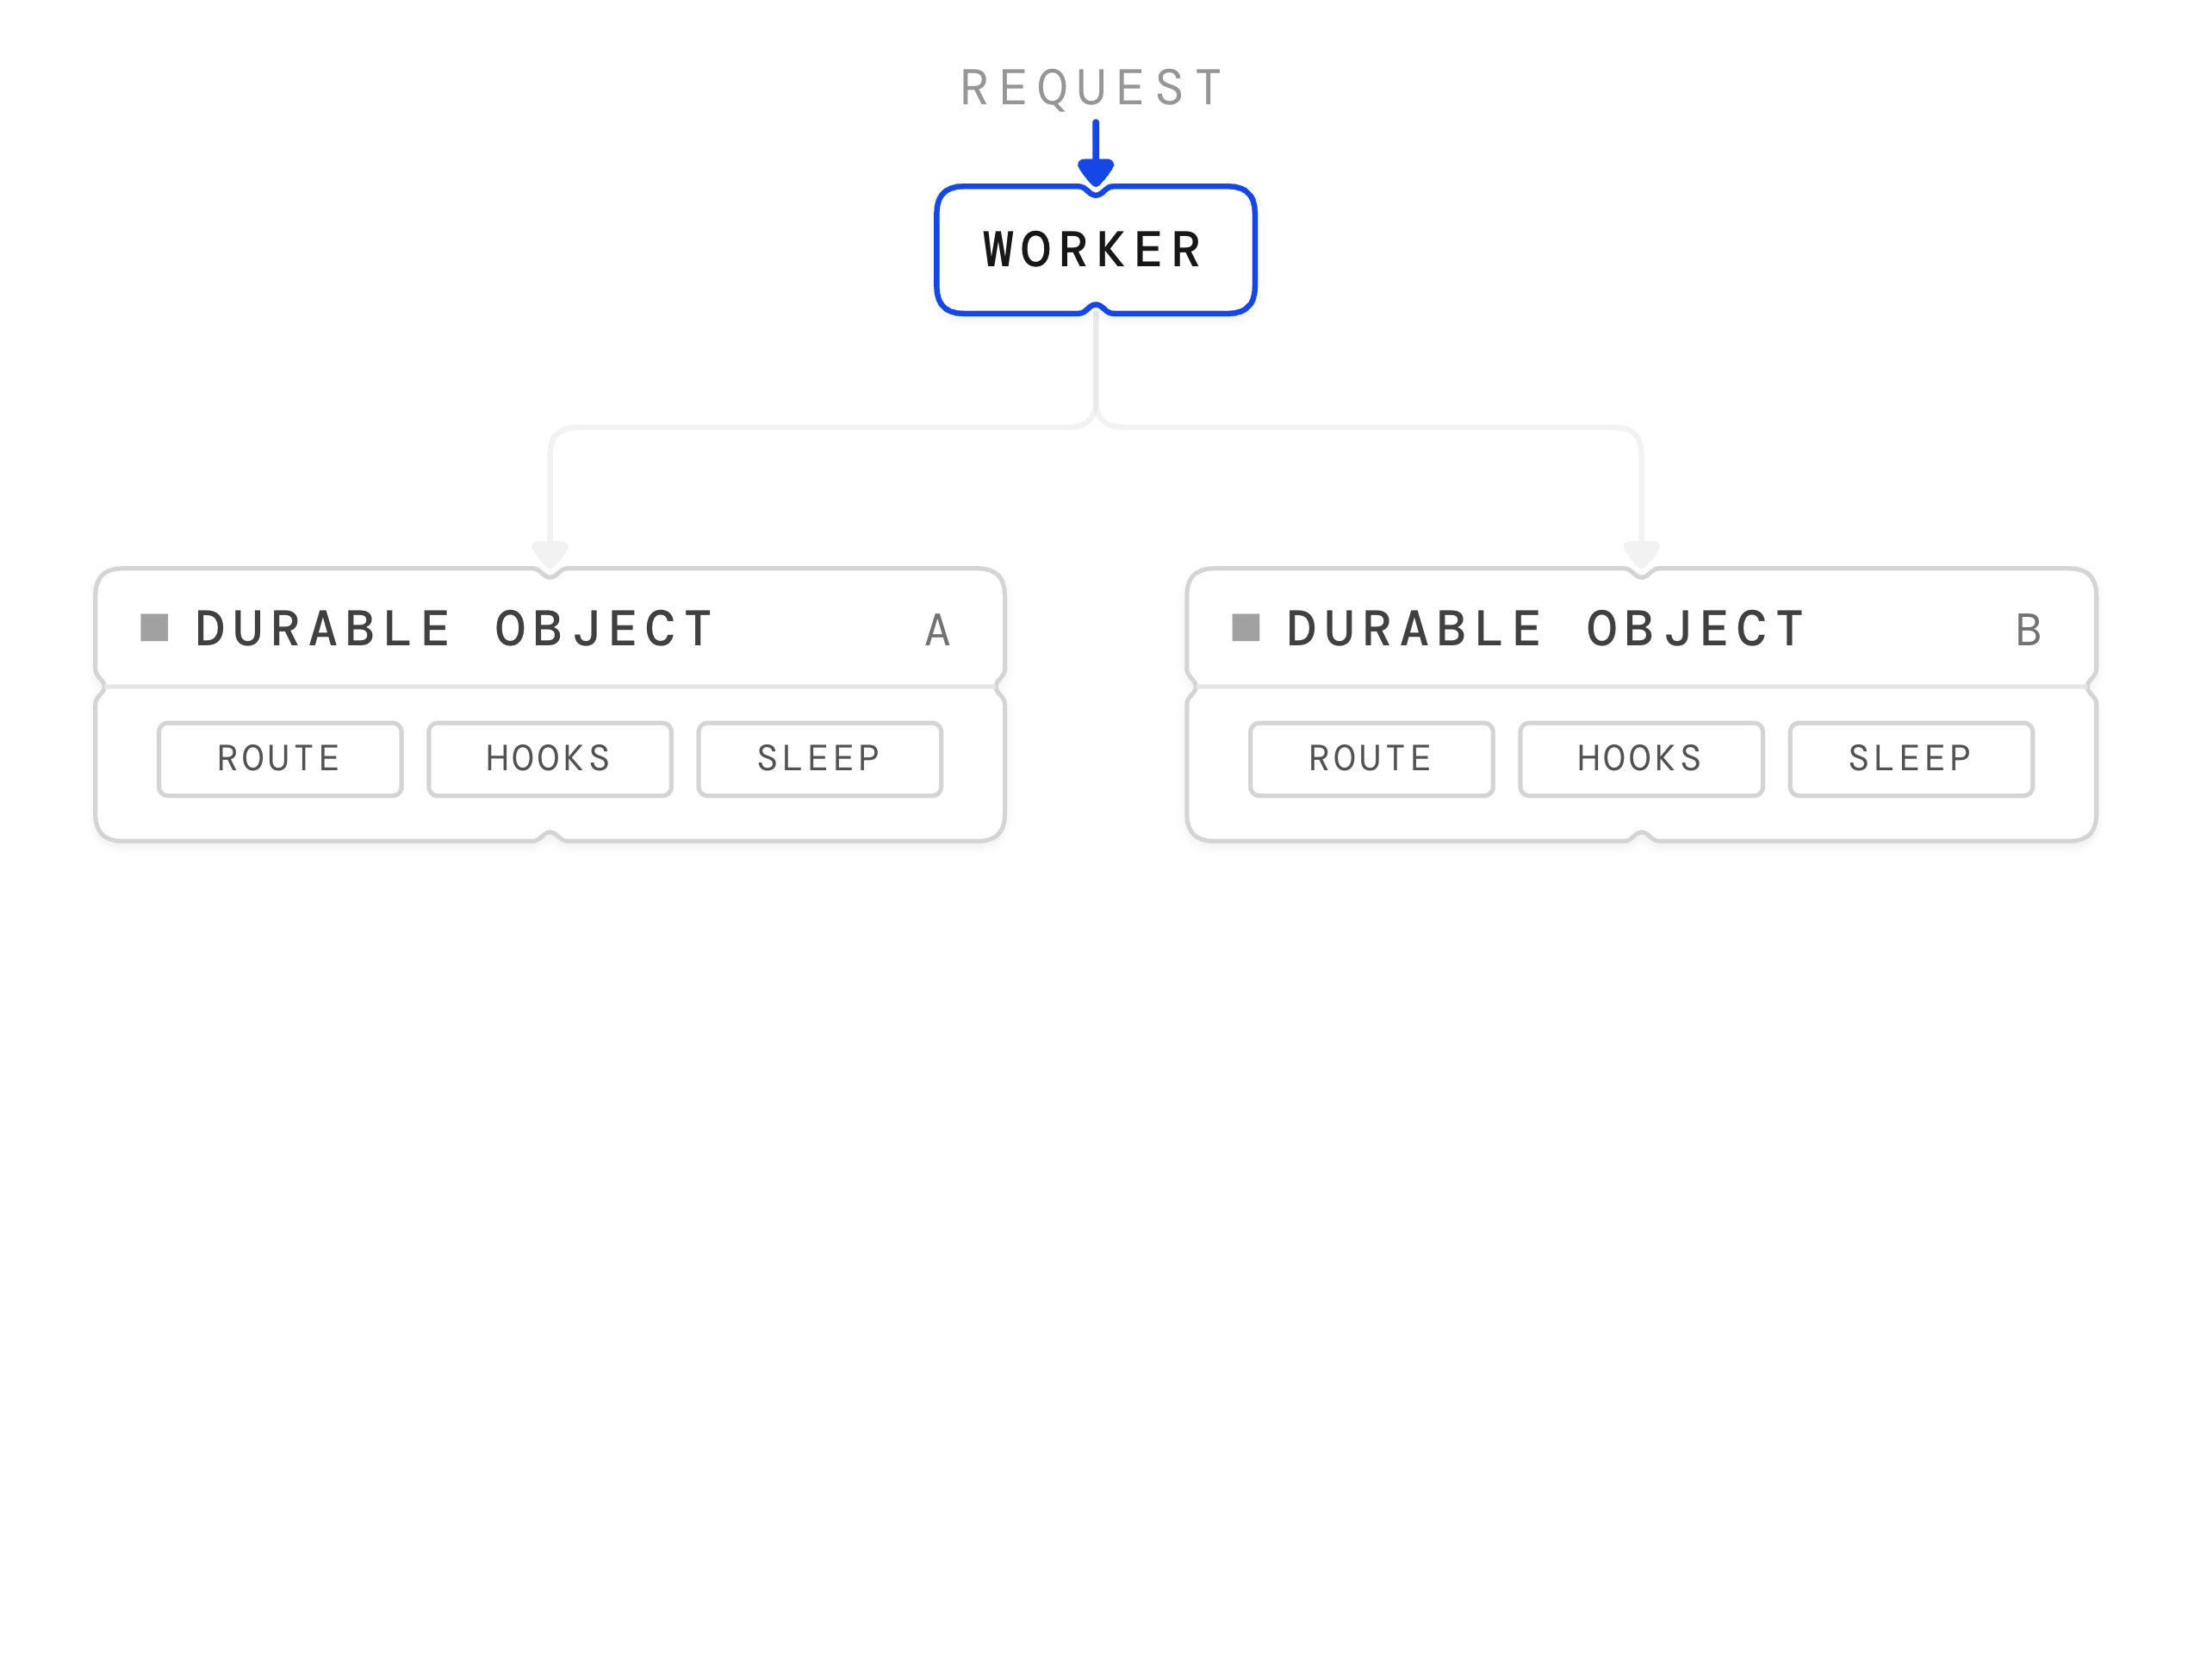 REQUEST
WORKER
DURABLE OBJECT A
ROUTE HOOKS SLEEP
DURABLE OBJECT B
ROUTE HOOKS SLEEP